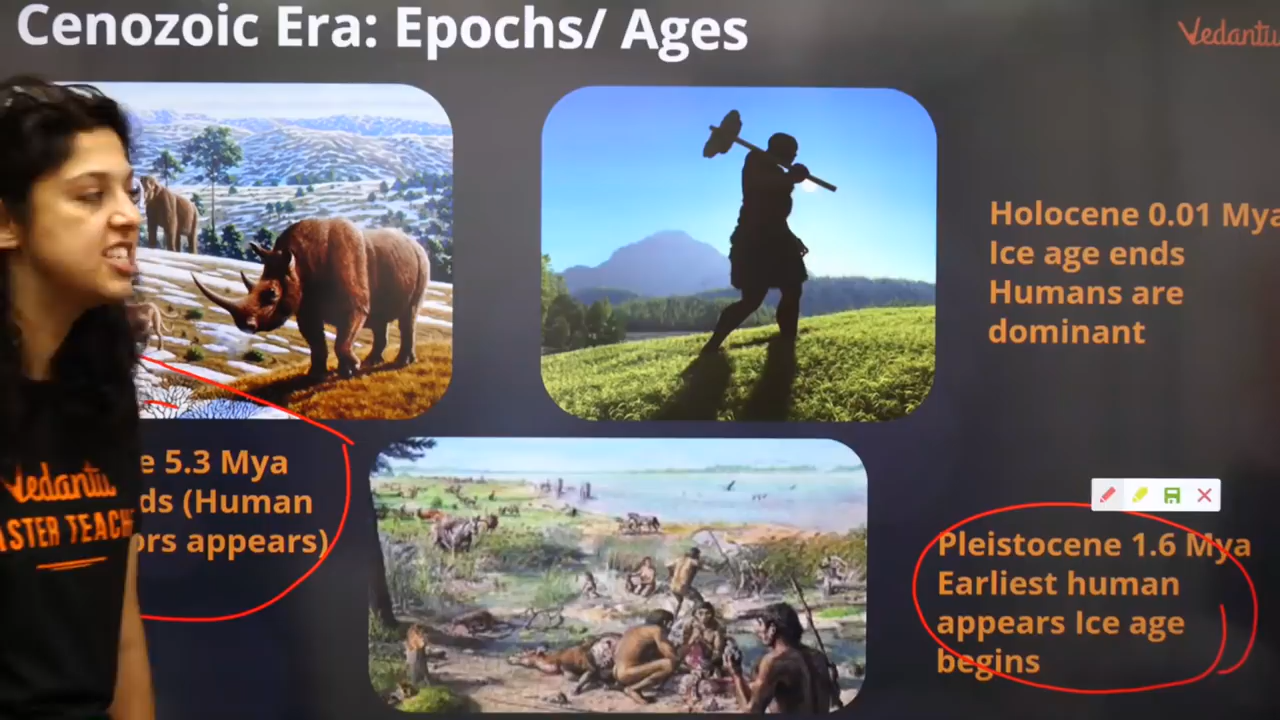 Cenozoic Era: Epochs/ Ages
Vedantu
Holocene 0.01 Mya
Ice age ends
Humans are
dominant
e 5.3 Mya
ds (Human
ors appears)
Vedantu
ASTER TEACH
Pleistocene 1.6 Mya
Earliest human
appears Ice age
begins